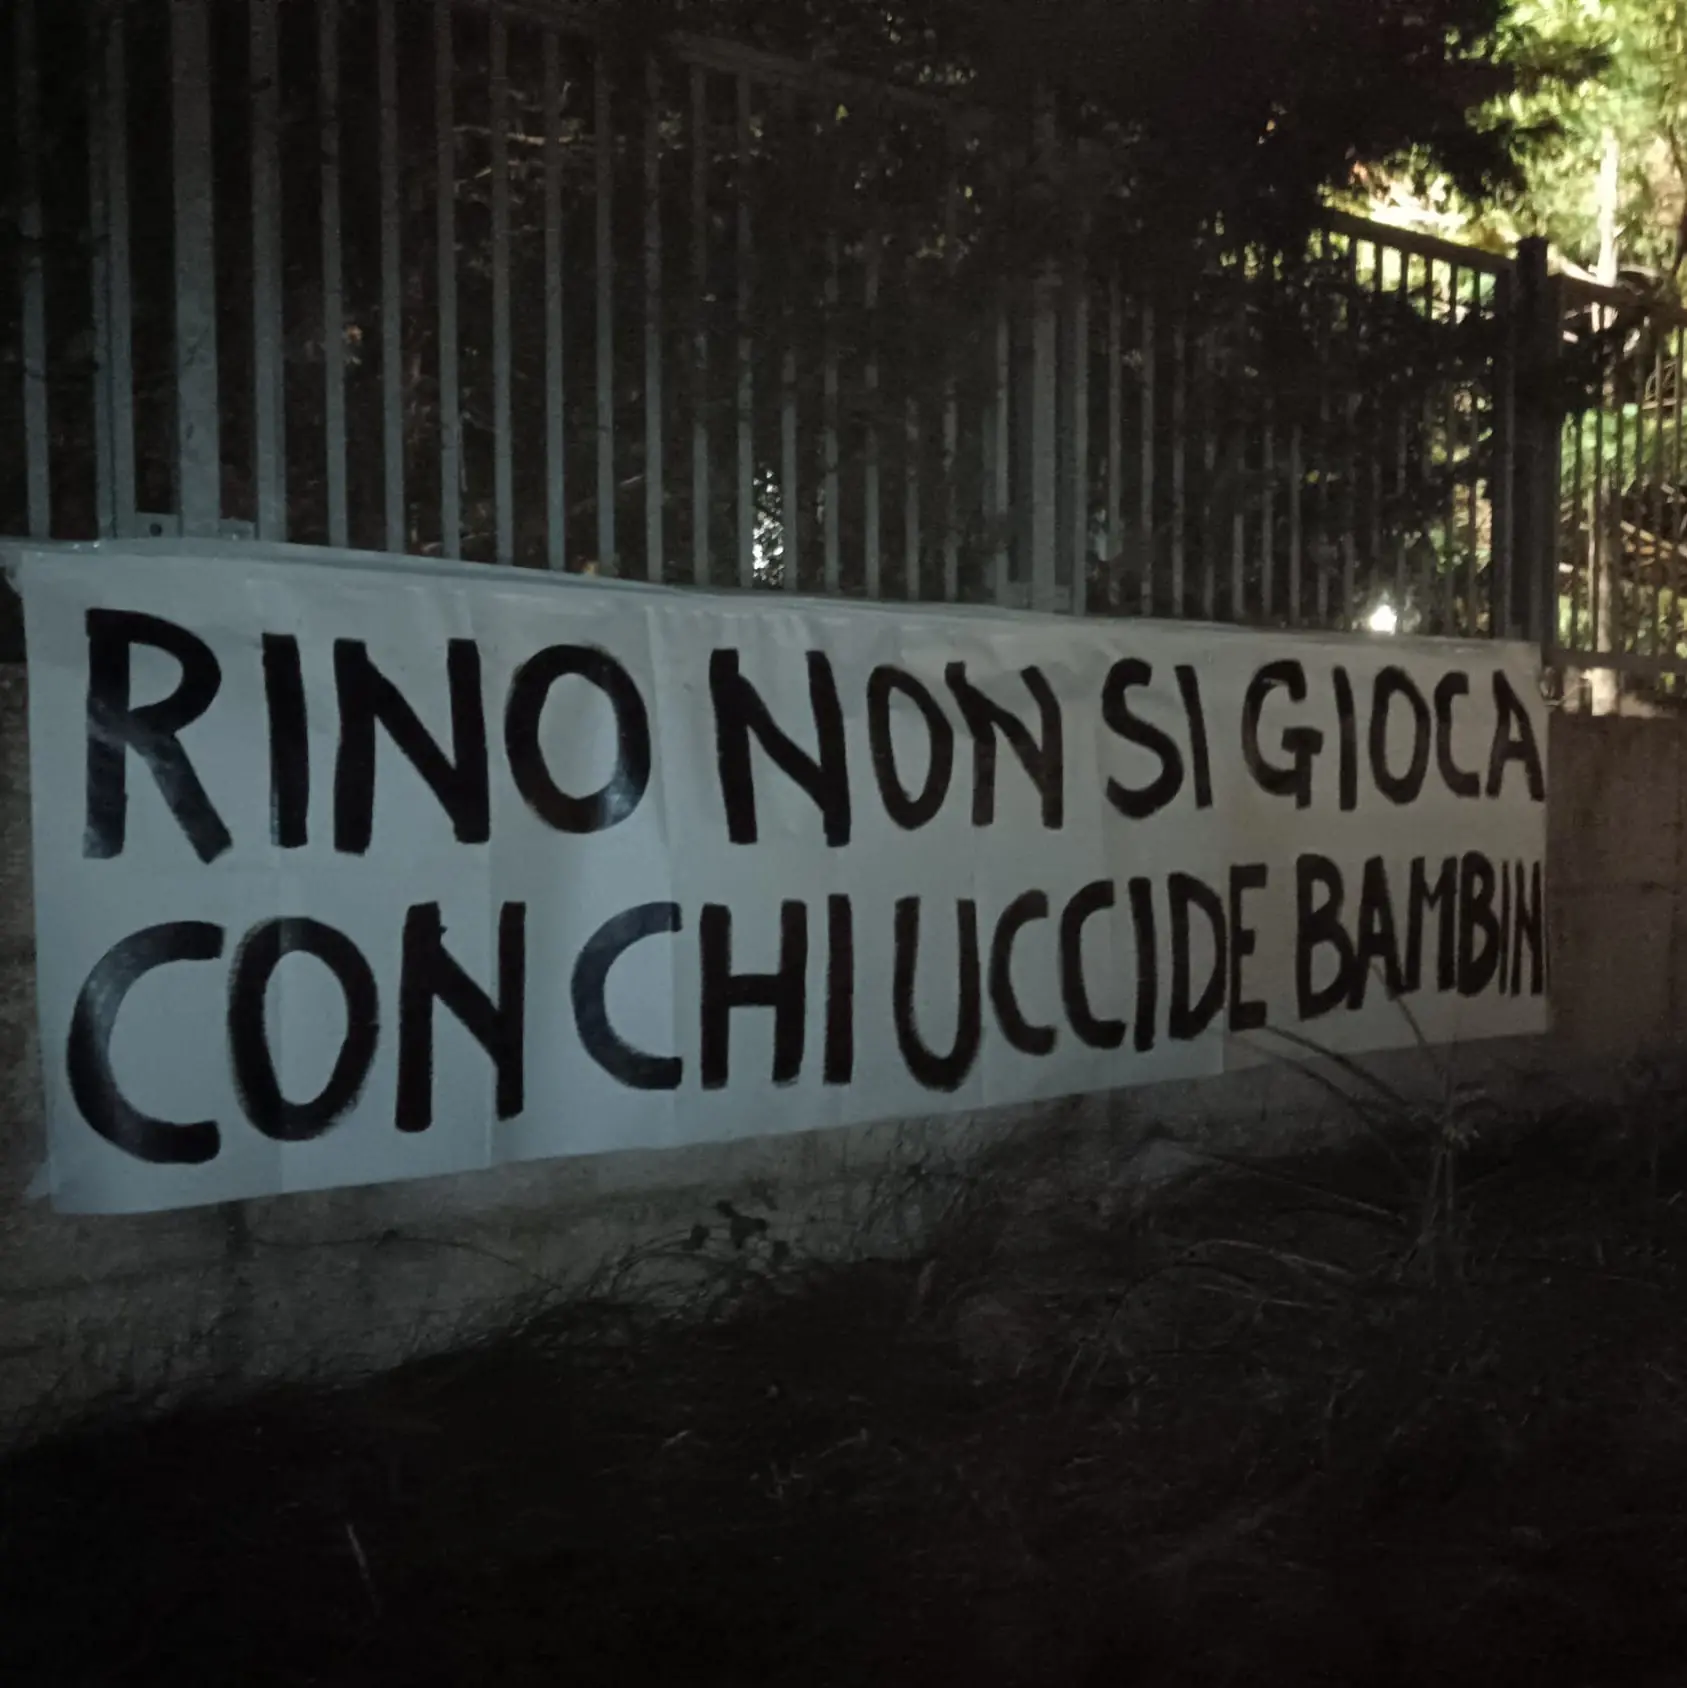 RINO NON SI GIOCA
CON CHI UCCIDE BAMBIN